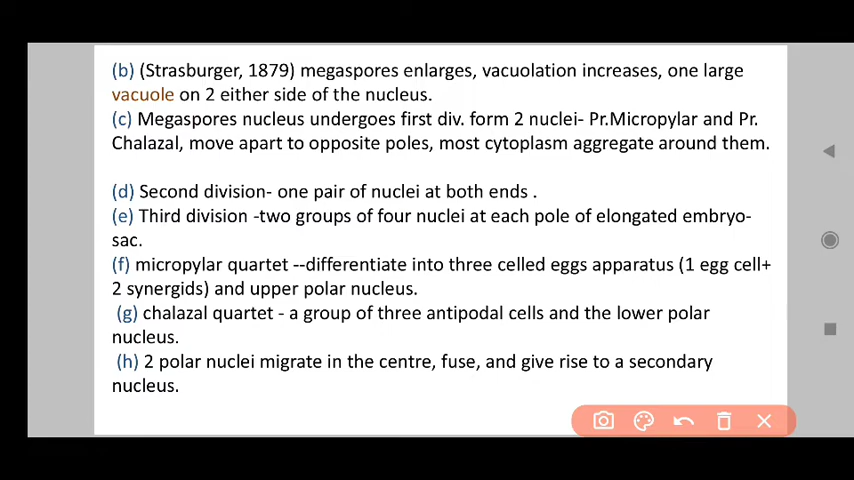 (b) (Strasburger, 1879) megaspores enlarges, vacuolation increases, one large
vacuole on 2 either side of the nucleus.
(c) Megaspores nucleus undergoes first div. form 2 nuclei- Pr.Micropylar and Pr.
Chalazal, move apart to opposite poles, most cytoplasm aggregate around them.
(d) Second division- one pair of nuclei at both ends .
(e) Third division -two groups of four nuclei at each pole of elongated embryo-
sac.
(f) micropylar quartet --differentiate into three celled eggs apparatus (1 egg cell+
2 synergids) and upper polar nucleus.
(g) chalazal quartet - a group of three antipodal cells and the lower polar
nucleus.
(h) 2 polar nuclei migrate in the centre, fuse, and give rise to a secondary
nucleus.